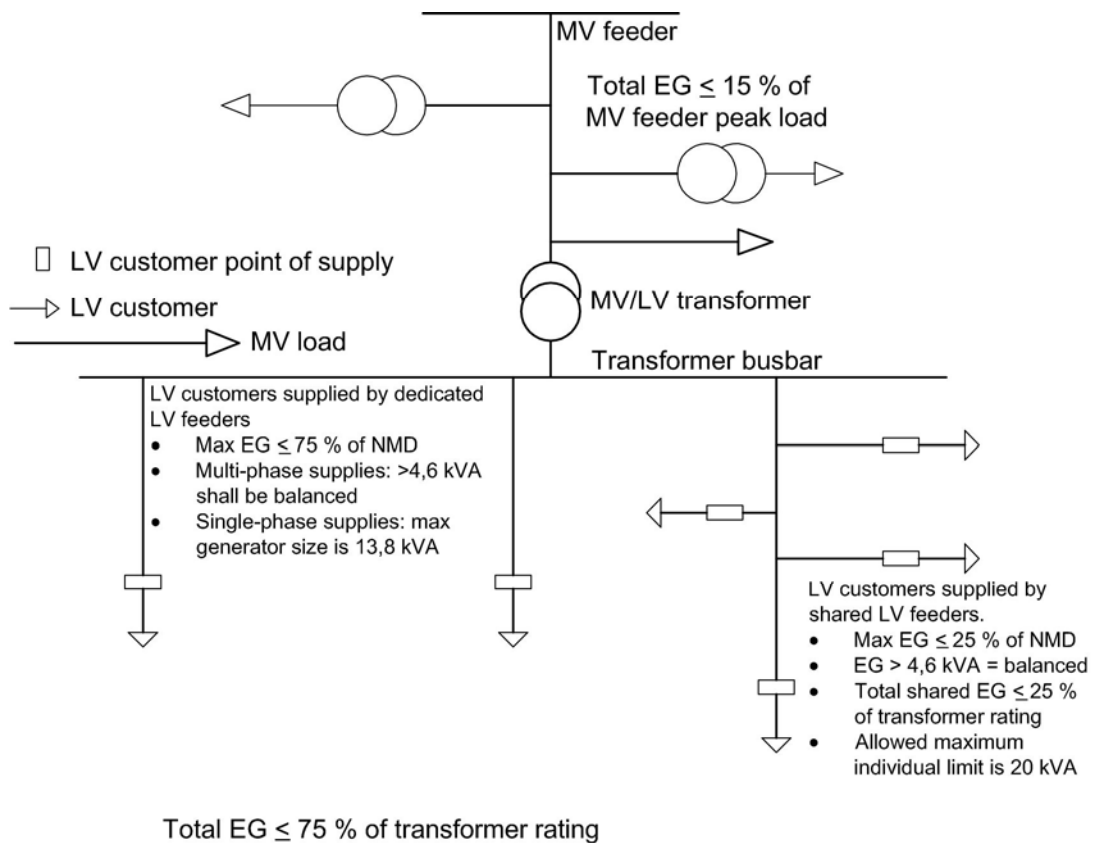 MV feeder
Total EG ≤ 15 % of
MV feeder peak load
LV customer point of supply
LV customer
MV load
MV/LV transformer
Transformer busbar
LV customers supplied by dedicated
LV feeders
• Max EG ≤ 75 % of NMD
• Multi-phase supplies: >4,6 kVA
shall be balanced
• Single-phase supplies: max
generator size is 13,8 kVA
LV customers supplied by
shared LV feeders.
• Max EG ≤ 25 % of NMD
• EG > 4,6 kVA = balanced
• Total shared EG ≤ 25 %
of transformer rating
• Allowed maximum
individual limit is 20 kVA
Total EG ≤ 75 % of transformer rating